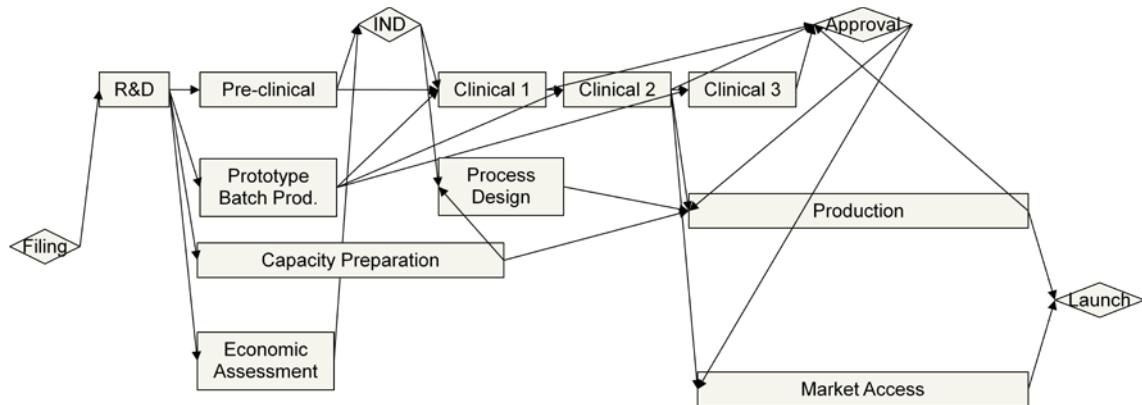 IND
Approval
R&D
Pre-clinical
Clinical 1
Clinical 2
Clinical 3
Prototype
Batch Prod.
Process
Design
Production
Filing
Capacity Preparation
Launch
Economic
Assessment
Market Access